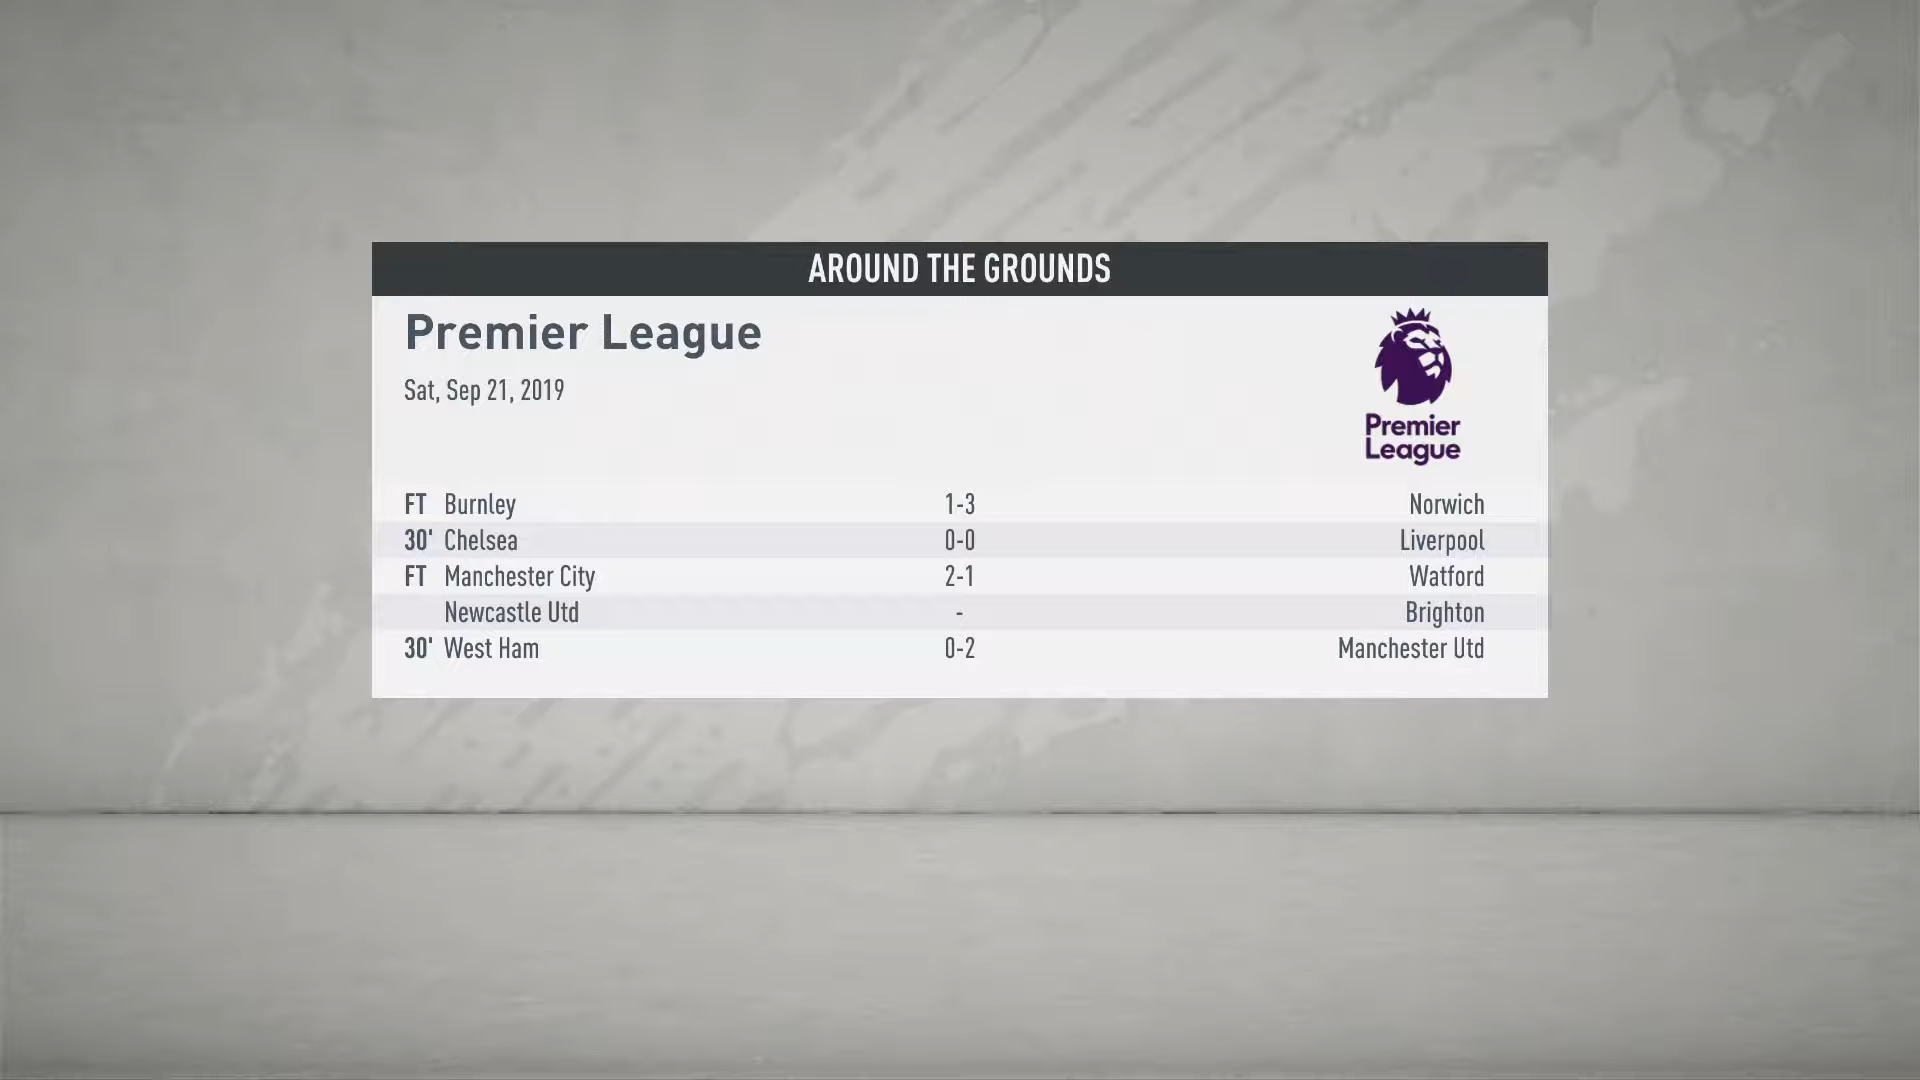 AROUND THE GROUNDS
Premier League
Sat, Sep 21, 2019
Premier
League
FT Burnley 1-3 Norwich
30' Chelsea 0-0 Liverpool
FT Manchester City 2-1 Watford
Newcastle Utd - Brighton
30' West Ham 0-2 Manchester Utd